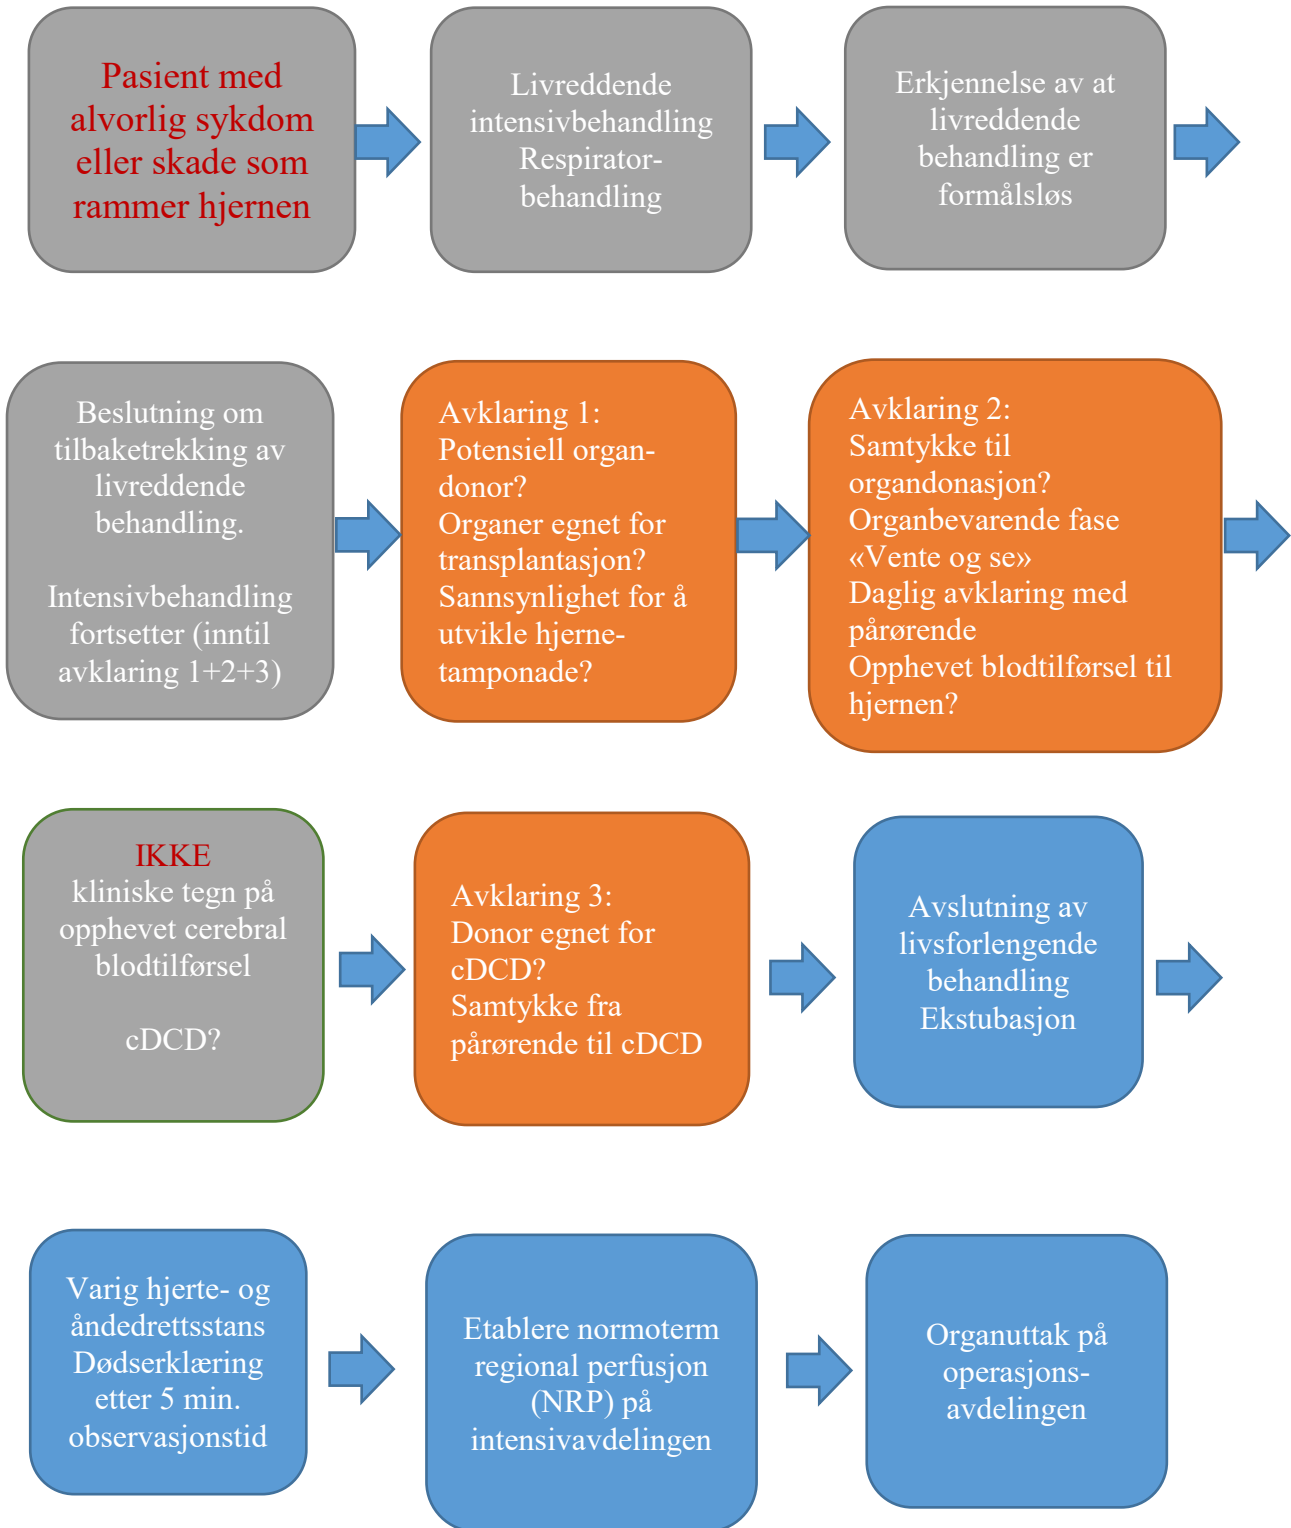 Pasient med
alvorlig sykdom
eller skade som
rammer hjernen
Livreddende
intensivbehandling
Respirator-
behandling
Erkjennelse av at
livreddende
behandling er
formålsløs
Beslutning om
tilbaketrekking av
livreddende
behandling.
Intensivbehandling
fortsetter (inntil
avklaring 1+2+3)
Avklaring 1:
Potensiell organ-
donor?
Organer egnet for
transplantasjon?
Sannsynlighet for å
utvikle hjerne-
tamponade?
Avklaring 2:
Samtykke til
organdonasjon?
Organbevarende fase
«Vente og se»
Daglig avklaring med
pårørende
Opphevet blodtilførsel til
hjernen?
IKKE
kliniske tegn på
opphevet cerebral
blodtilførsel
cDCD?
Avklaring 3:
Donor egnet for
cDCD?
Samtykke fra
pårørende til cDCD
Avslutning av
livsforlengende
behandling
Ekstubasjon
Varig hjerte- og
åndedrettsstans
Dødserklæring
etter 5 min.
observasjonstid
Etablere normoterm
regional perfusjon
(NRP) på
intensivavdelingen
Organuttak på
operasjons-
avdelingen